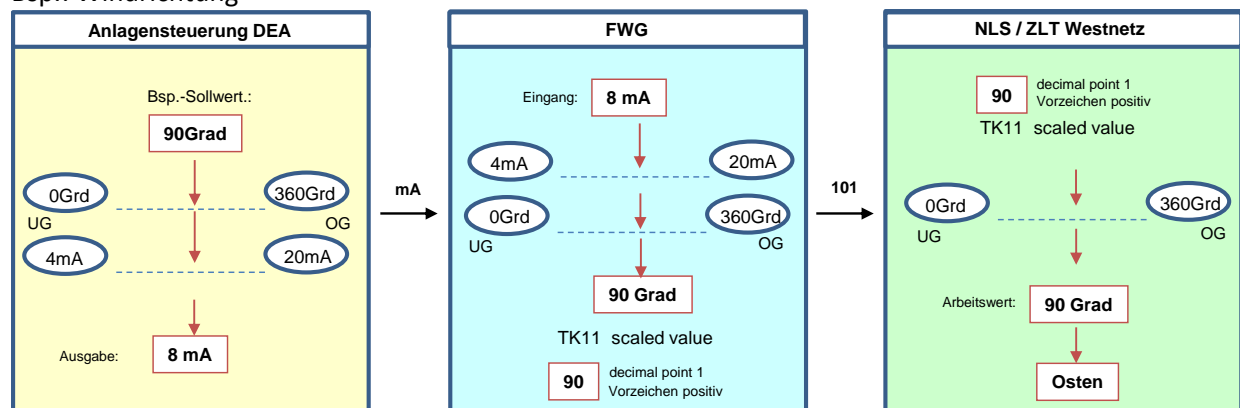 Anlagensteuerung DEA
Bsp.-Sollwert.:
90Grad
0Grd
360Grd
UG
OG
4mA
20mA
Ausgabe:
8 mA
mA
FWG
Eingang:
8 mA
4mA
20mA
0Grd
360Grd
UG
OG
90 Grad
TK11 scaled value
90
decimal point 1
Vorzeichen positiv
101
NLS / ZLT Westnetz
90
decimal point 1
Vorzeichen positiv
TK11 scaled value
0Grd
360Grd
UG
OG
Arbeitswert:
90 Grad
Osten